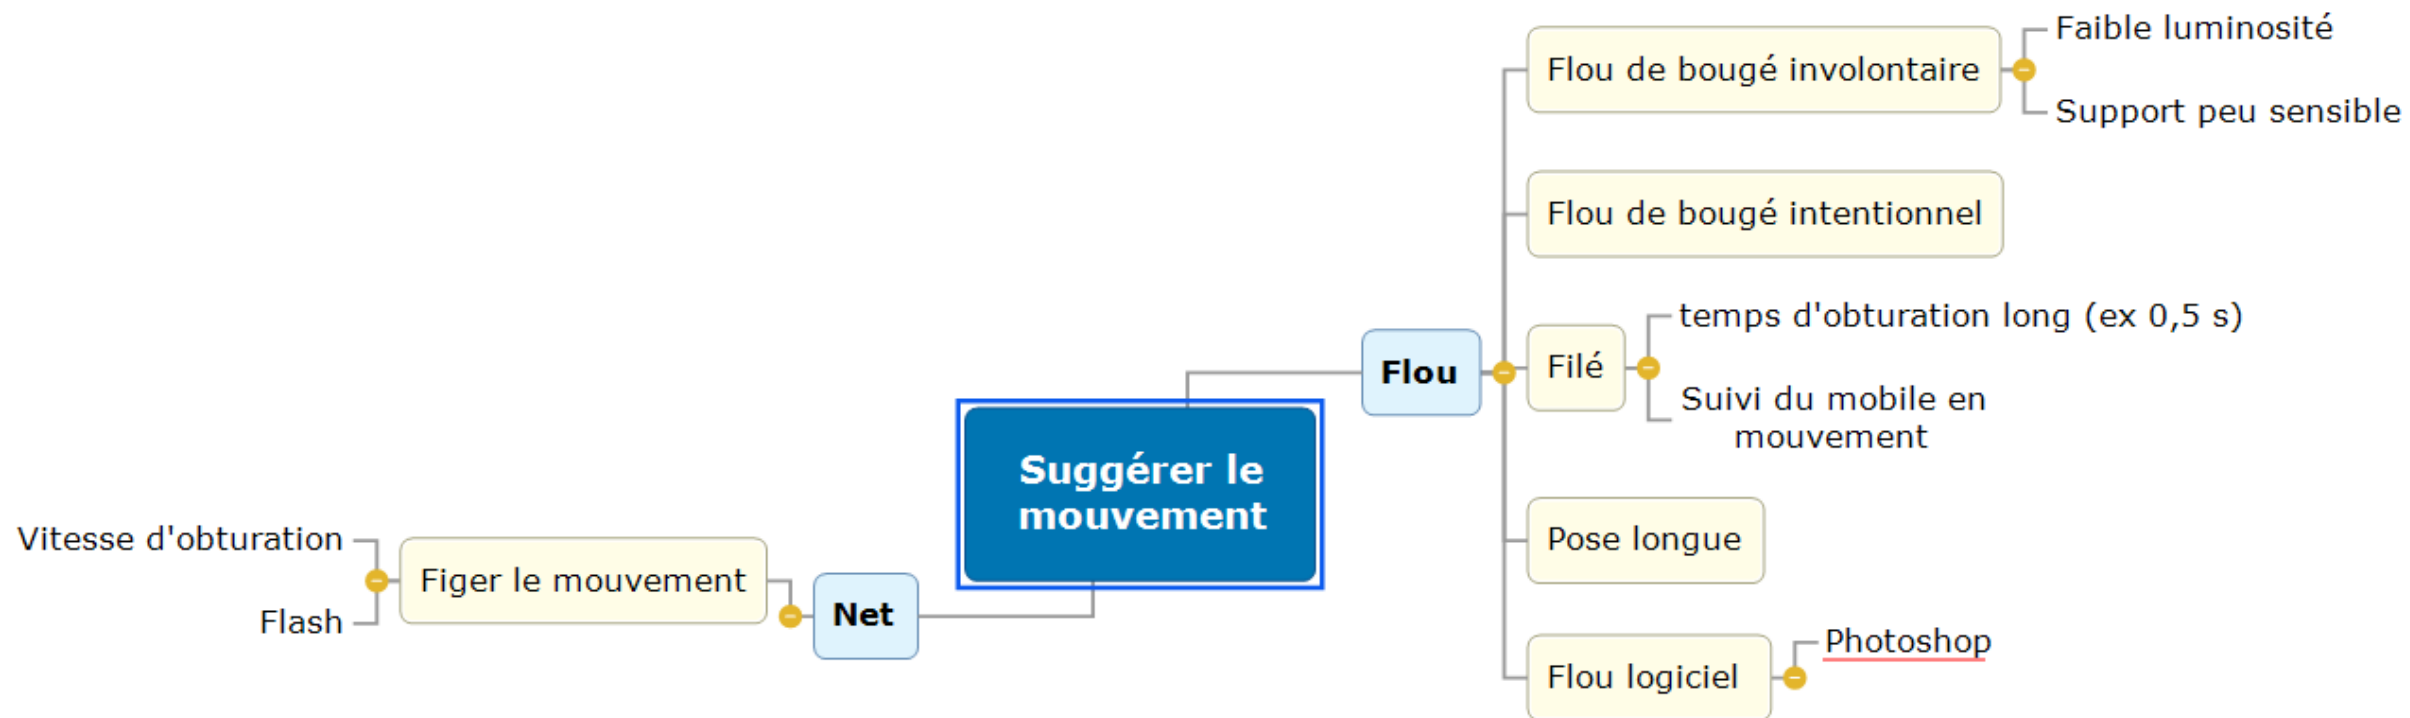 Suggérer le
mouvement
Flou
Flou de bougé involontaire
Faible luminosité
Support peu sensible
Flou de bougé intentionnel
Filé
temps d'obturation long (ex 0,5 s)
Suivi du mobile en
mouvement
Pose longue
Flou logiciel
Photoshop
Net
Figer le mouvement
Vitesse d'obturation
Flash